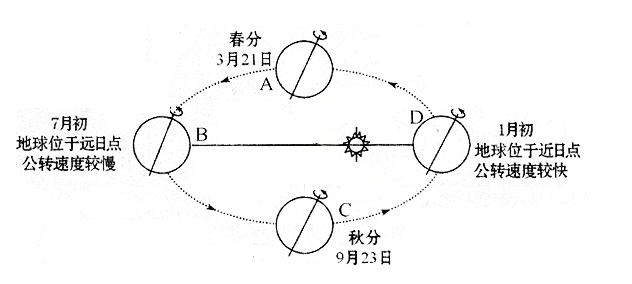 春分
3月21日
A
7月初
地球位于远日点
公转速度较慢
B
D
1月初
地球位于近日点
公转速度较快
C
秋分
9月23日